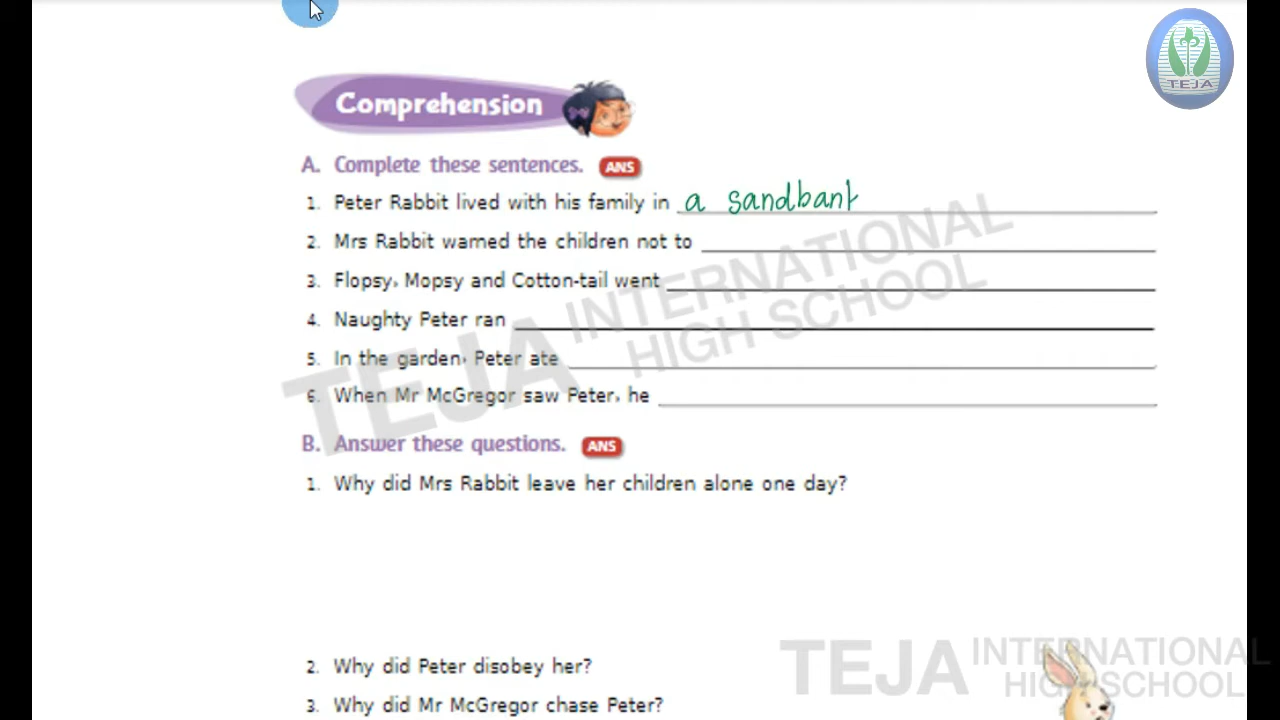 TEJA
Comprehension
A. Complete these sentences. ANS
1. Peter Rabbit lived with his family in a sandbank
2. Mrs Rabbit warned the children not to
3. Flopsy, Mopsy and Cotton-tail went
4. Naughty Peter ran
5. In the garden, Peter ate
6. When Mr McGregor saw Peter, he
TEJA INTERNATIONAL HIGH SCHOOL
B. Answer these questions. ANS
1. Why did Mrs Rabbit leave her children alone one day?
2. Why did Peter disobey her?
3. Why did Mr McGregor chase Peter?
TEJA INTERNATIONAL HIGH SCHOOL